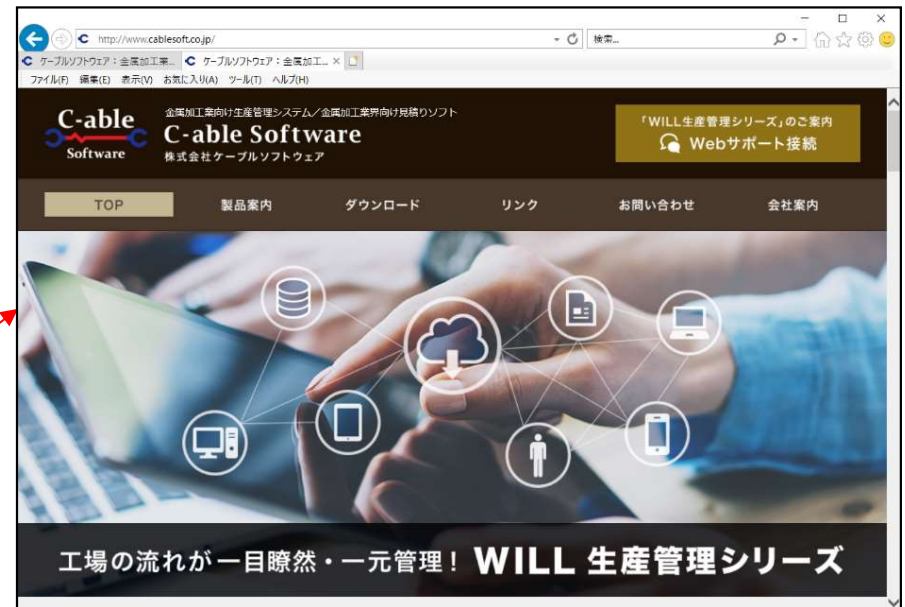 http://www.cablesoft.co.jp/
検索...
ケーブルソフトウェア：金属加工業...
ケーブルソフトウェア：金属加工...
ファイル(F) 編集(E) 表示(V) お気に入り(A) ツール(T) ヘルプ(H)
C-able
Software
金属加工業向け生産管理システム／金属加工業界向け見積りソフト
C-able Software
株式会社ケーブルソフトウェア
「WILL生産管理シリーズ」のご案内
Webサポート接続
TOP 製品案内 ダウンロード リンク お問い合わせ 会社案内
工場の流れが一目瞭然・一元管理！ WILL 生産管理シリーズ